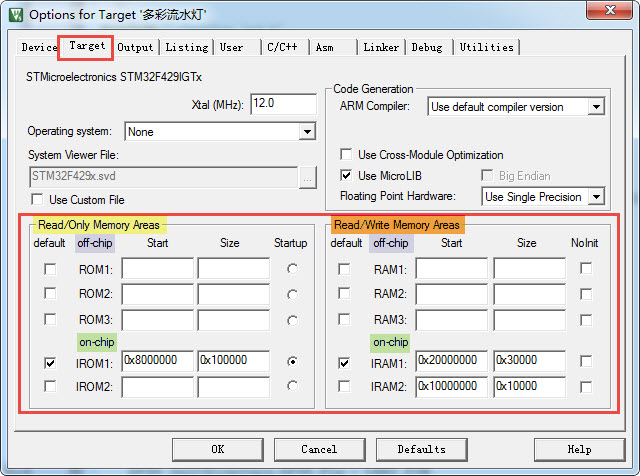 Options for Target '多彩流水灯'
Device Target Output Listing User C/C++ Asm Linker Debug Utilities
STMicroelectronics STM32F429IGTx
Xtal (MHz): 12.0
Operating system: None
System Viewer File:
STM32F429x.svd ...
Use Custom File
Code Generation
ARM Compiler: Use default compiler version
Use Cross-Module Optimization
Use MicroLIB Big Endian
Floating Point Hardware: Use Single Precision
Read/Only Memory Areas
default off-chip Start Size Startup
ROM1:
ROM2:
ROM3:
on-chip
IROM1: 0x8000000 0x100000
IROM2:
Read/Write Memory Areas
default off-chip Start Size NoInit
RAM1:
RAM2:
RAM3:
on-chip
IRAM1: 0x20000000 0x30000
IRAM2: 0x10000000 0x10000
OK Cancel Defaults Help